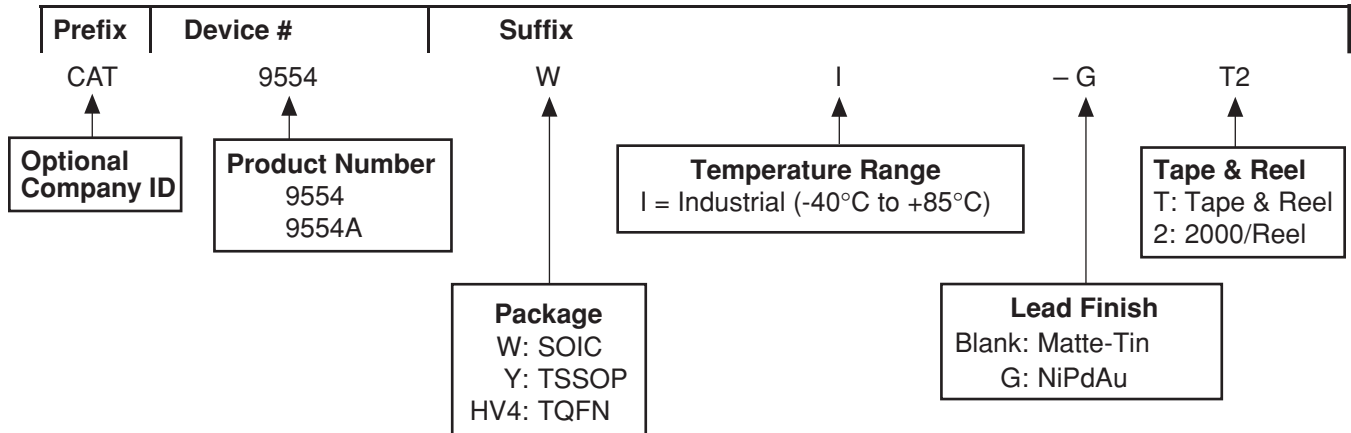 Prefix Device # Suffix
CAT 9554 W I – G T2
Optional
Company ID
Product Number
9554
9554A
Temperature Range
I = Industrial (-40°C to +85°C)
Tape & Reel
T: Tape & Reel
2: 2000/Reel
Package
W: SOIC
Y: TSSOP
HV4: TQFN
Lead Finish
Blank: Matte-Tin
G: NiPdAu